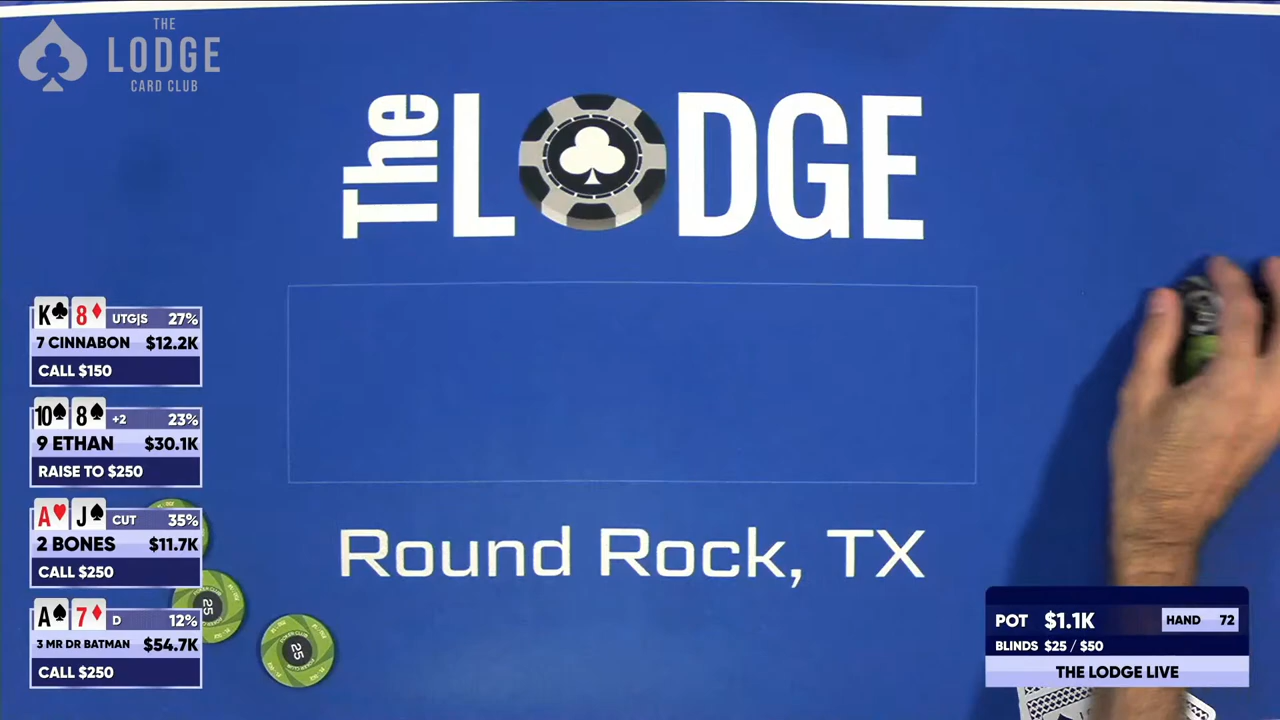 THE
LODGE
CARD CLUB
The LODGE
K♣ 8♦ UTG|S 27%
7 CINNABON $12.2K
CALL $150
10♠ 8♠ +2 23%
9 ETHAN $30.1K
RAISE TO $250
A♥ J♠ CUT 35%
2 BONES $11.7K
CALL $250
A♠ 7♦ D 12%
3 MR DR BATMAN $54.7K
CALL $250
25
25
Round Rock, TX
POT $1.1K HAND 72
BLINDS $25 / $50
THE LODGE LIVE